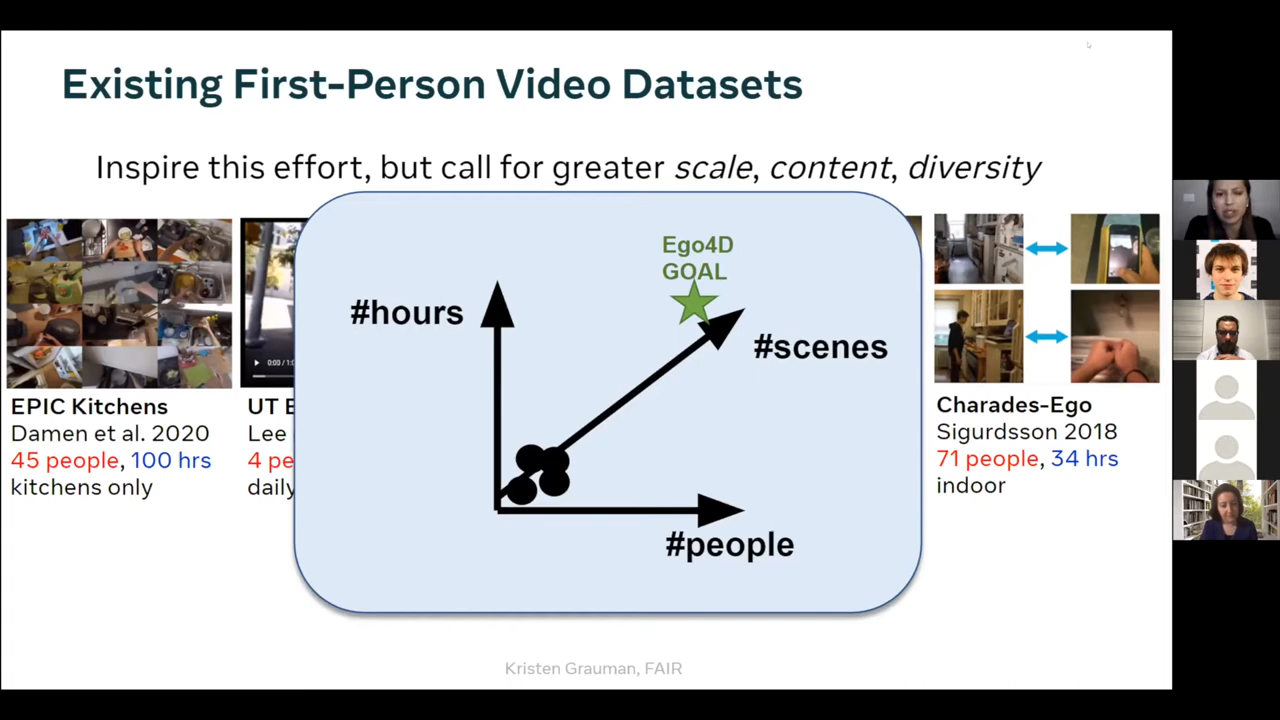 Existing First-Person Video Datasets
Inspire this effort, but call for greater scale, content, diversity
Ego4D
GOAL
#hours
#scenes
#people
0:00 /
EPIC Kitchens
Damen et al. 2020
45 people, 100 hrs
kitchens only
UT
Lee
4
daily
Charades-Ego
Sigurdsson 2018
71 people, 34 hrs
indoor
Kristen Grauman, FAIR